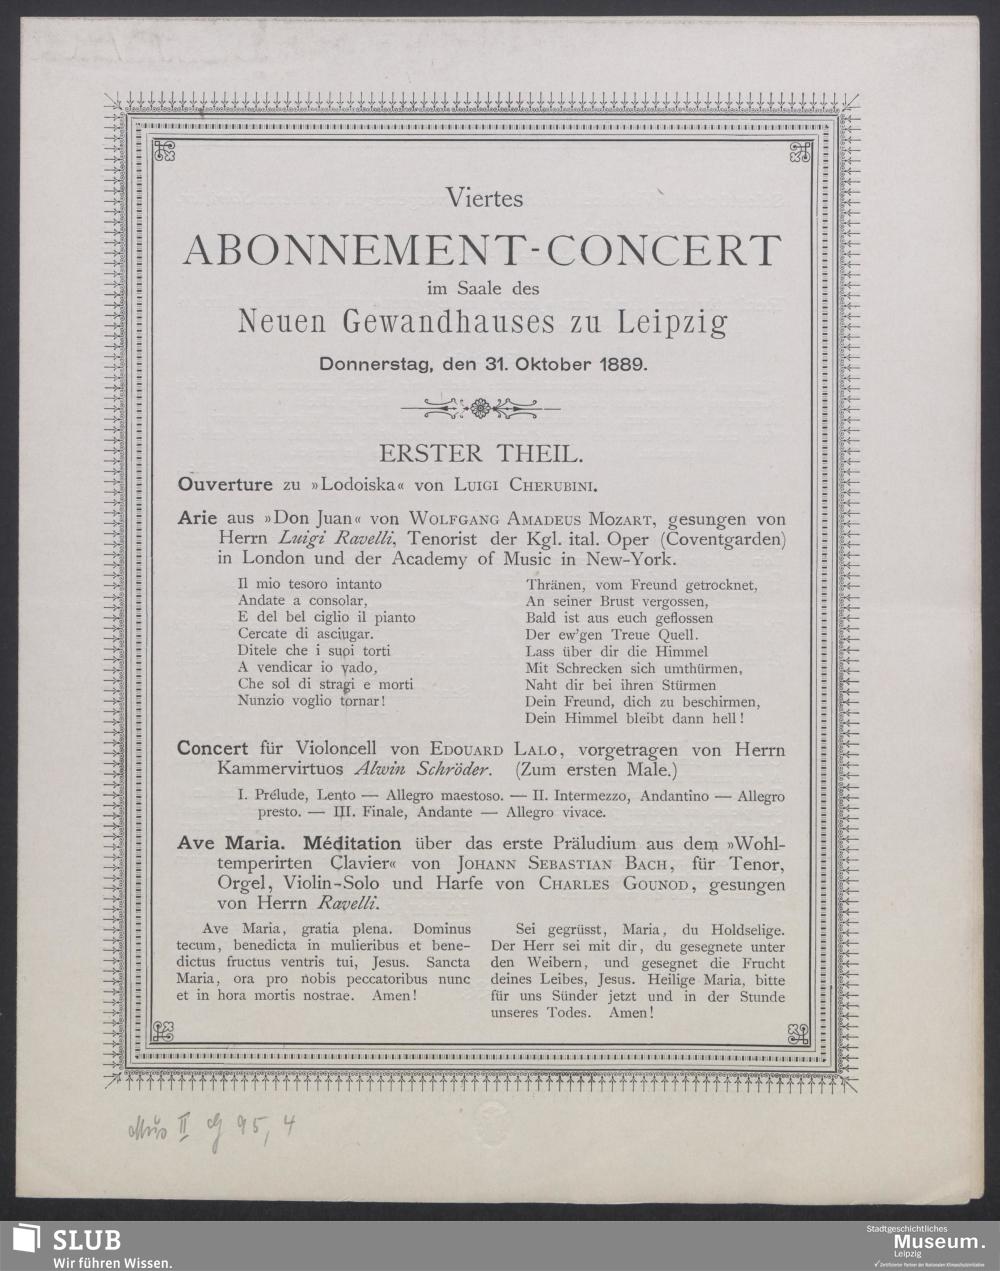 Viertes
ABONNEMENT-CONCERT
im Saale des
Neuen Gewandhauses zu Leipzig
Donnerstag, den 31. Oktober 1889.
ERSTER THEIL.
Ouverture zu »Lodoiska« von LUIGI CHERUBINI.
Arie aus »Don Juan« von WOLFGANG AMADEUS MOZART, gesungen von
Herrn Luigi Ravelli, Tenorist der Kgl. ital. Oper (Coventgarden)
in London und der Academy of Music in New-York.
Il mio tesoro intanto
Andate a consolar,
E del bel ciglio il pianto
Cercate di asciugar.
Ditele che i suoi torti
A vendicar io vado,
Che sol di stragi e morti
Nunzio voglio tornar!
Thränen, vom Freund getrocknet,
An seiner Brust vergossen,
Bald ist aus euch geflossen
Der ew'gen Treue Quell.
Lass über dir die Himmel
Mit Schrecken sich umthürmen,
Naht dir bei ihren Stürmen
Dein Freund, dich zu beschirmen,
Dein Himmel bleibt dann hell!
Concert für Violoncell von EDOUARD LALO, vorgetragen von Herrn
Kammervirtuos Alwin Schröder. (Zum ersten Male.)
I. Prélude, Lento — Allegro maestoso. — II. Intermezzo, Andantino — Allegro
presto. — III. Finale, Andante — Allegro vivace.
Ave Maria. Méditation über das erste Präludium aus dem »Wohl-
temperirten Clavier« von JOHANN SEBASTIAN BACH, für Tenor,
Orgel, Violin-Solo und Harfe von CHARLES GOUNOD, gesungen
von Herrn Ravelli.
Ave Maria, gratia plena. Dominus
tecum, benedicta in mulieribus et bene-
dictus fructus ventris tui, Jesus. Sancta
Maria, ora pro nobis peccatoribus nunc
et in hora mortis nostrae. Amen!
Sei gegrüsst, Maria, du Holdselige.
Der Herr sei mit dir, du gesegnete unter
den Weibern, und gesegnet die Frucht
deines Leibes, Jesus. Heilige Maria, bitte
für uns Sünder jetzt und in der Stunde
unseres Todes. Amen!
Mus II G 95, 4
SLUB
Wir führen Wissen.
Stadtgeschichtliches
Museum.
Leipzig
Zertifizierter Partner der Nationalen Klimaschutzinitiative